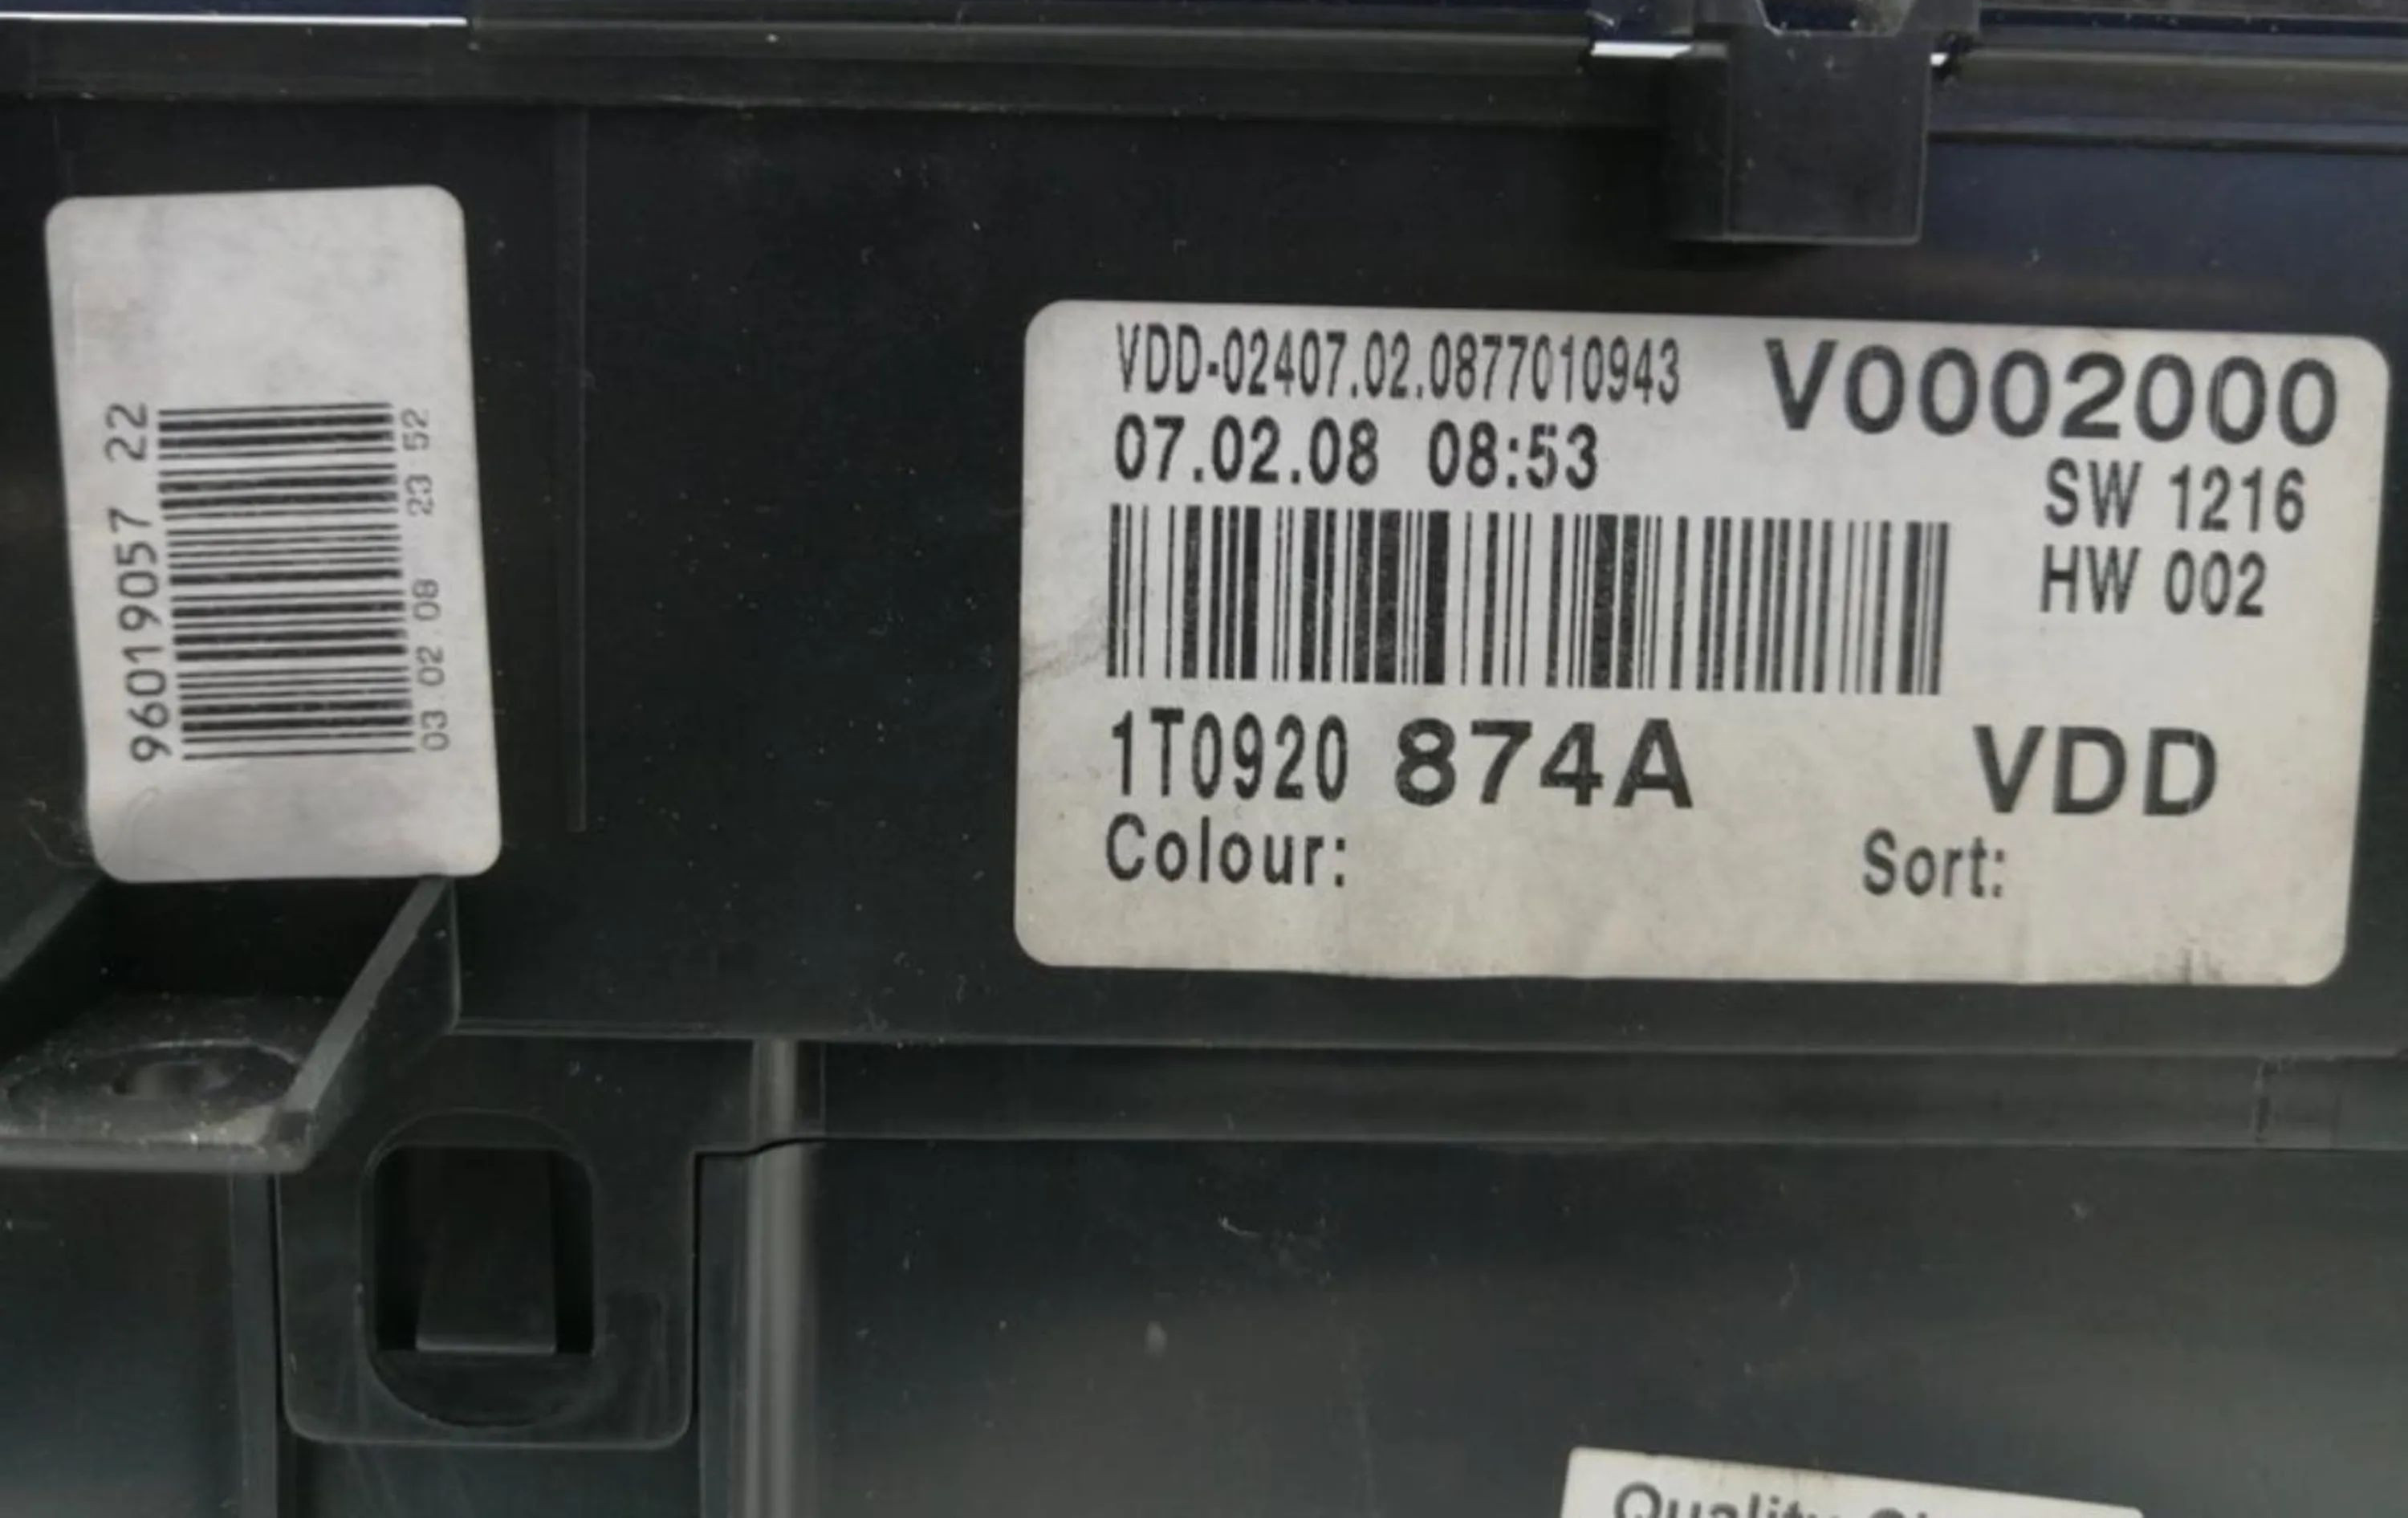 96019057 22
03.02.08 23 52
VDD-02407.02.0877010943 V0002000
07.02.08 08:53
SW 1216
HW 002
1T0920 874A VDD
Colour: Sort:
Quality